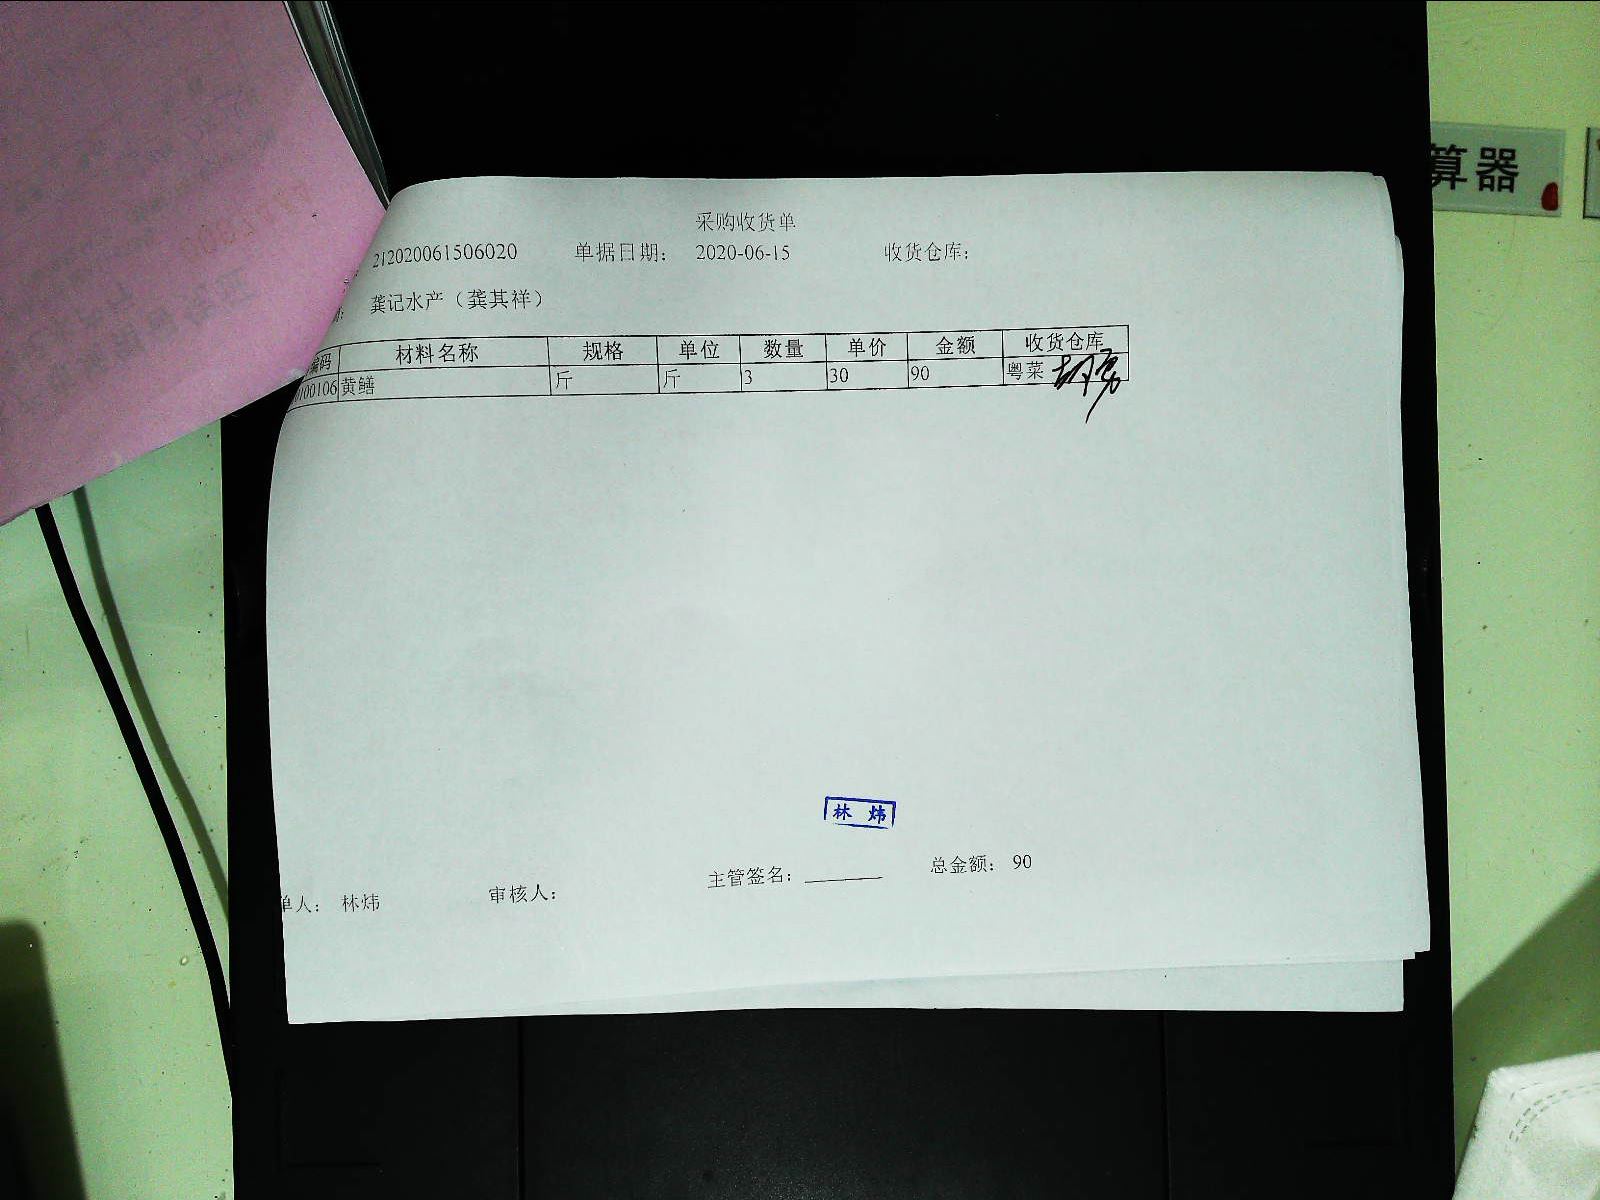 采购收货单
212020061506020 单据日期： 2020-06-15 收货仓库：
龚记水产（龚其祥）
编码 材料名称 规格 单位 数量 单价 金额 收货仓库
0100106 黄鳝 斤 斤 3 30 90 粤菜
林 炜
主管签名： 总金额： 90
单人： 林炜 审核人：
算器